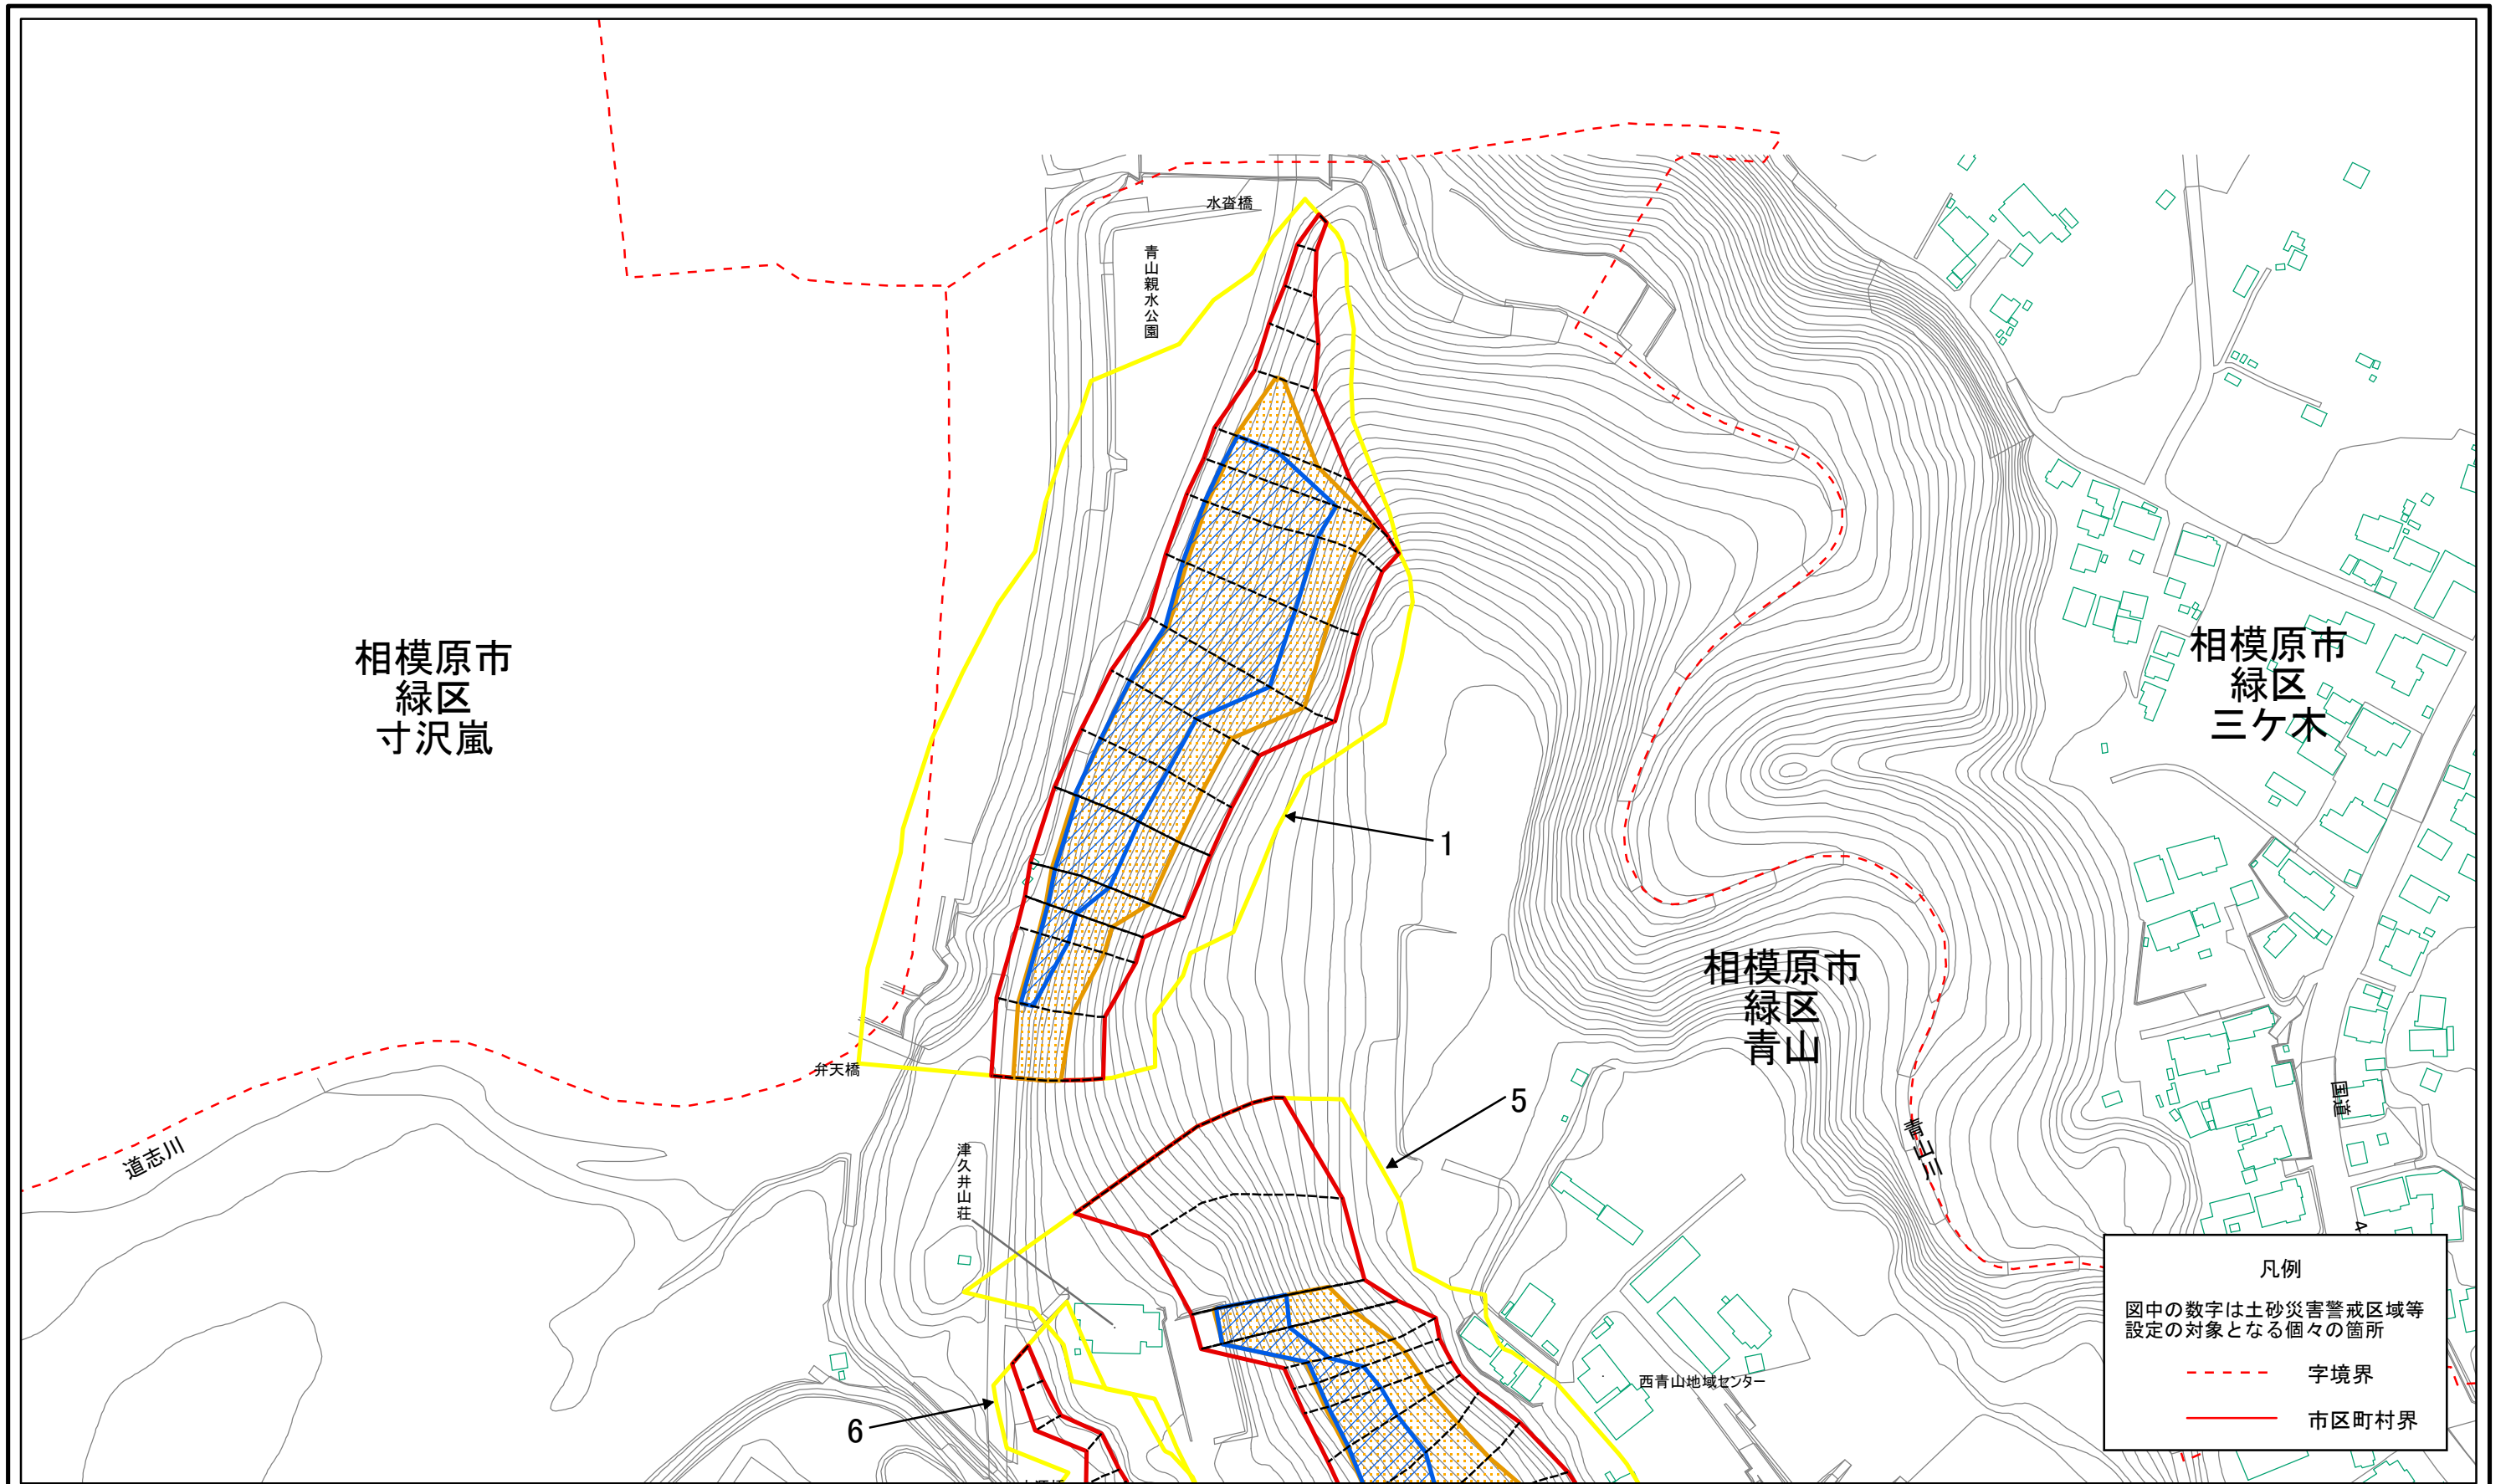 水沓橋
青山親水公園
相模原市
緑区
寸沢嵐
相模原市
緑区
三ケ木
1
相模原市
緑区
青山
弁天橋
5
国道
4
道志川
青山川
津久井山荘
西青山地域センター
6
凡例
図中の数字は土砂災害警戒区域等
設定の対象となる個々の箇所
字境界
市区町村界